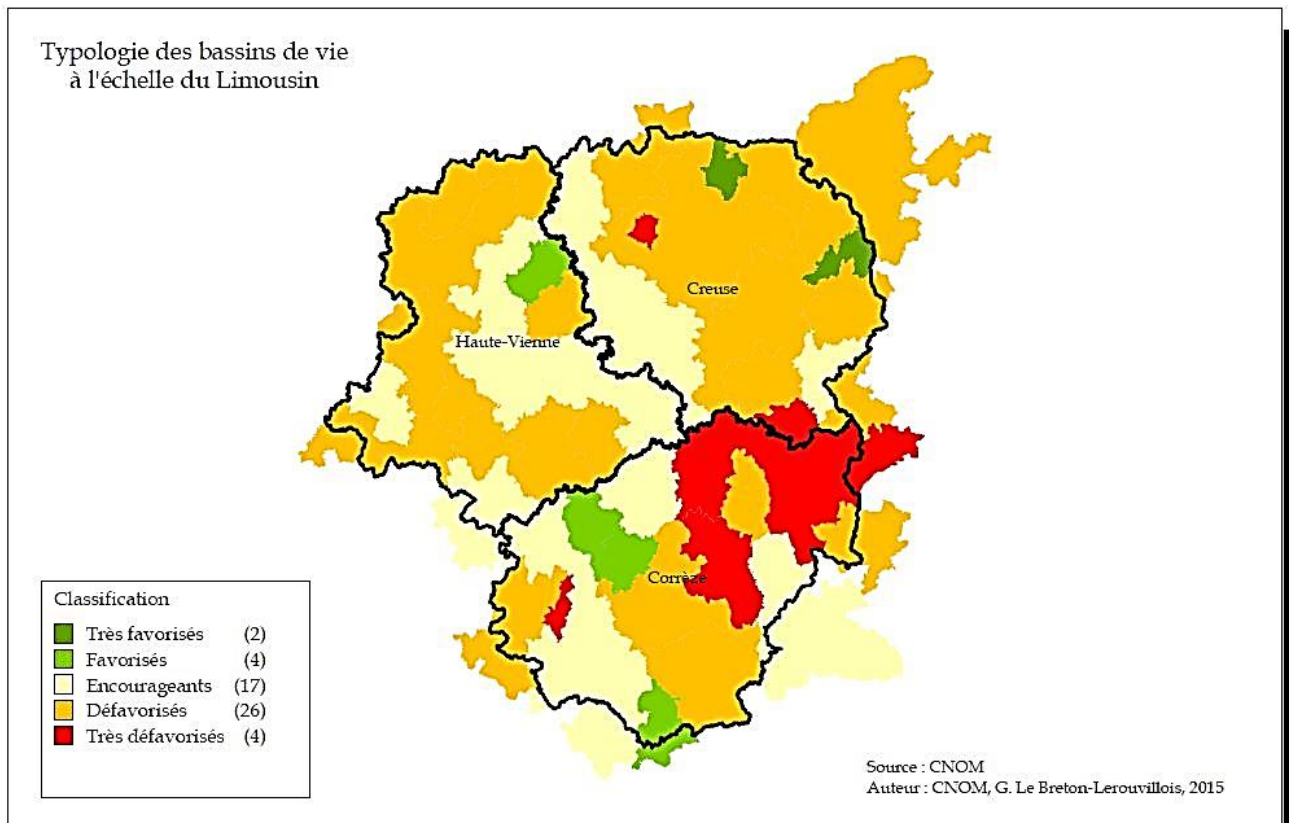 Typologie des bassins de vie
à l'échelle du Limousin
Creuse
Haute-Vienne
Corrèze
Classification
Très favorisés (2)
Favorisés (4)
Encourageants (17)
Défavorisés (26)
Très défavorisés (4)
Source : CNOM
Auteur : CNOM, G. Le Breton-Lerouvillois, 2015